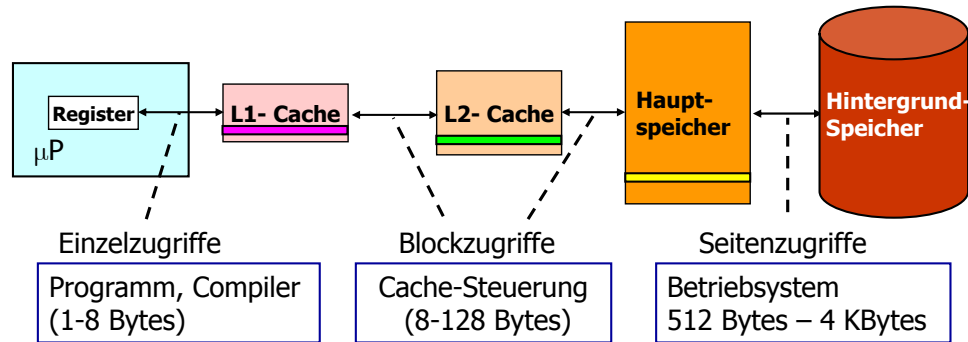 Register
μP
L1- Cache
L2- Cache
Haupt-
speicher
Hintergrund-
Speicher
Einzelzugriffe
Blockzugriffe
Seitenzugriffe
Programm, Compiler
(1-8 Bytes)
Cache-Steuerung
(8-128 Bytes)
Betriebsystem
512 Bytes – 4 KBytes